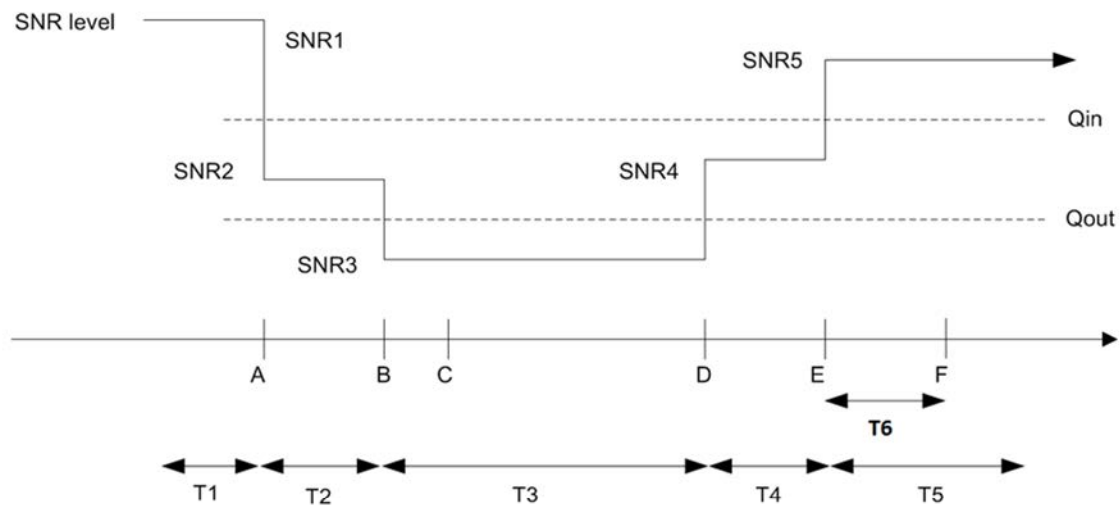 SNR level
SNR1
SNR5
Qin
SNR2
SNR4
Qout
SNR3
A B C D E F
T6
T1 T2 T3 T4 T5